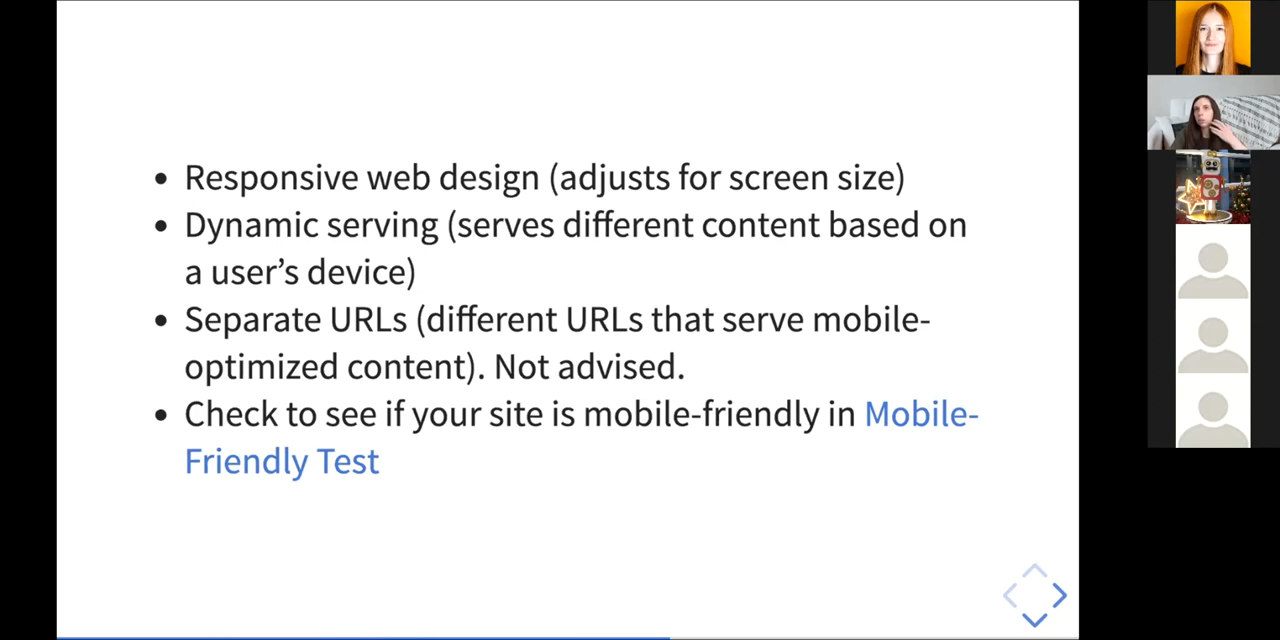 Responsive web design (adjusts for screen size)
Dynamic serving (serves different content based on
a user’s device)
Separate URLs (different URLs that serve mobile-
optimized content). Not advised.
Check to see if your site is mobile-friendly in Mobile-
Friendly Test